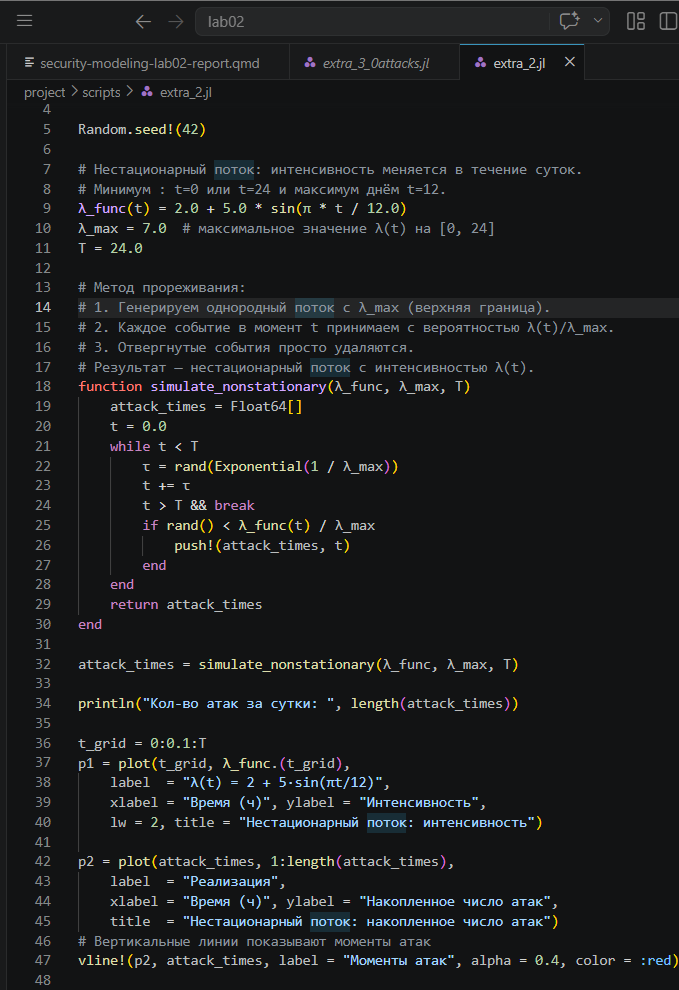 lab02
security-modeling-lab02-report.qmd
extra_3_0attacks.jl
extra_2.jl
project > scripts > extra_2.jl
4
5 Random.seed!(42)
6
7 # Нестационарный поток: интенсивность меняется в течение суток.
8 # Минимум : t=0 или t=24 и максимум днём t=12.
9 λ_func(t) = 2.0 + 5.0 * sin(π * t / 12.0)
10 λ_max = 7.0  # максимальное значение λ(t) на [0, 24]
11 T = 24.0
12
13 # Метод прореживания:
14 # 1. Генерируем однородный поток с λ_max (верхняя граница).
15 # 2. Каждое событие в момент t принимаем с вероятностью λ(t)/λ_max.
16 # 3. Отвергнутые события просто удаляются.
17 # Результат — нестационарный поток с интенсивностью λ(t).
18 function simulate_nonstationary(λ_func, λ_max, T)
19     attack_times = Float64[]
20     t = 0.0
21     while t < T
22         τ = rand(Exponential(1 / λ_max))
23         t += τ
24         t > T && break
25         if rand() < λ_func(t) / λ_max
26             push!(attack_times, t)
27         end
28     end
29     return attack_times
30 end
31
32 attack_times = simulate_nonstationary(λ_func, λ_max, T)
33
34 println("Кол-во атак за сутки: ", length(attack_times))
35
36 t_grid = 0:0.1:T
37 p1 = plot(t_grid, λ_func.(t_grid),
38     label  = "λ(t) = 2 + 5·sin(πt/12)",
39     xlabel = "Время (ч)", ylabel = "Интенсивность",
40     lw = 2, title = "Нестационарный поток: интенсивность")
41
42 p2 = plot(attack_times, 1:length(attack_times),
43     label  = "Реализация",
44     xlabel = "Время (ч)", ylabel = "Накопленное число атак",
45     title  = "Нестационарный поток: накопленное число атак")
46 # Вертикальные линии показывают моменты атак
47 vline!(p2, attack_times, label = "Моменты атак", alpha = 0.4, color = :red)
48